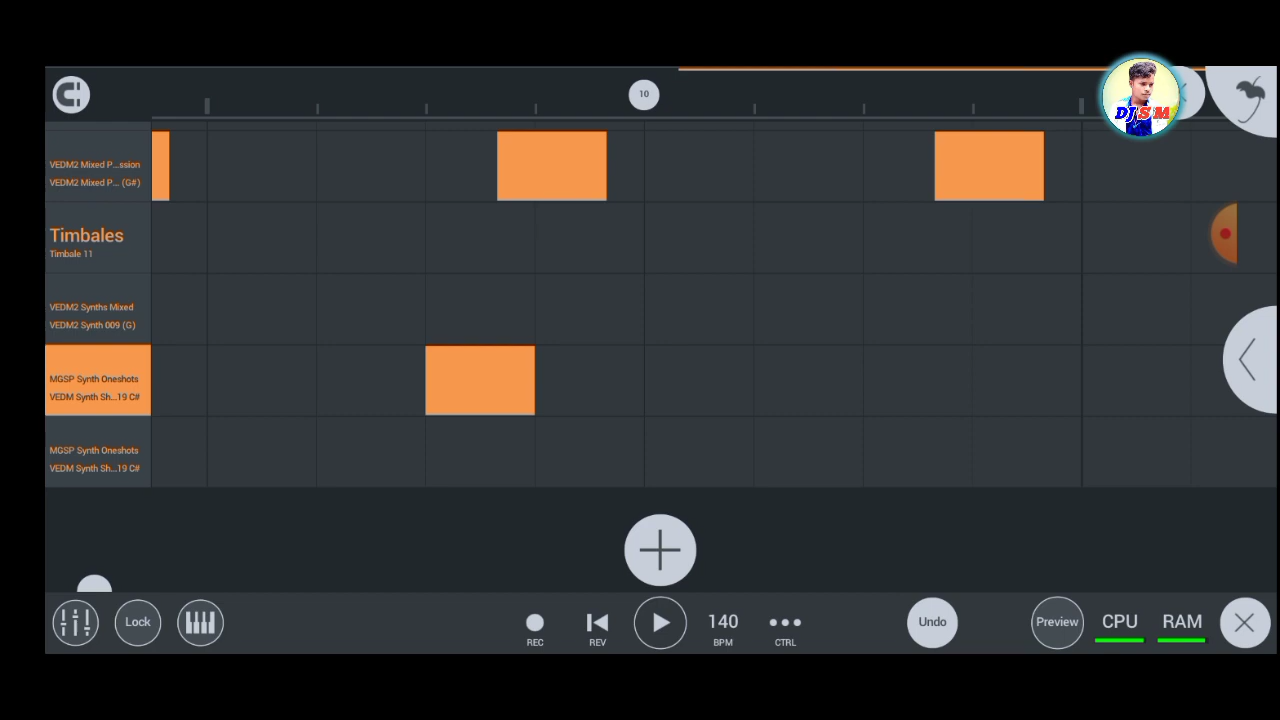 10
DJ S M
VEDM2 Mixed P...ssion
VEDM2 Mixed P... (G#)
Timbales
Timbale 11
VEDM2 Synths Mixed
VEDM2 Synth 009 (G)
MGSP Synth Oneshots
VEDM Synth Sh...19 C#
MGSP Synth Oneshots
VEDM Synth Sh...19 C#
Lock
REC
REV
140
BPM
CTRL
Undo
Preview
CPU
RAM